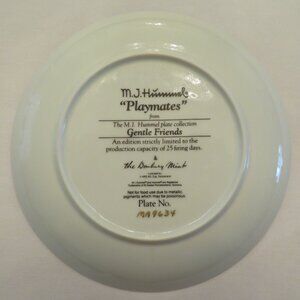 M.J. Hummel
"Playmates"
from
The M.I. Hummel plate collection
Gentle Friends
An edition strictly limited to the
production capacity of 25 firing days.
&
the Danbury Mint
Not for food use due to metallic
pigments which may be poisonous
Plate No.
MA9634